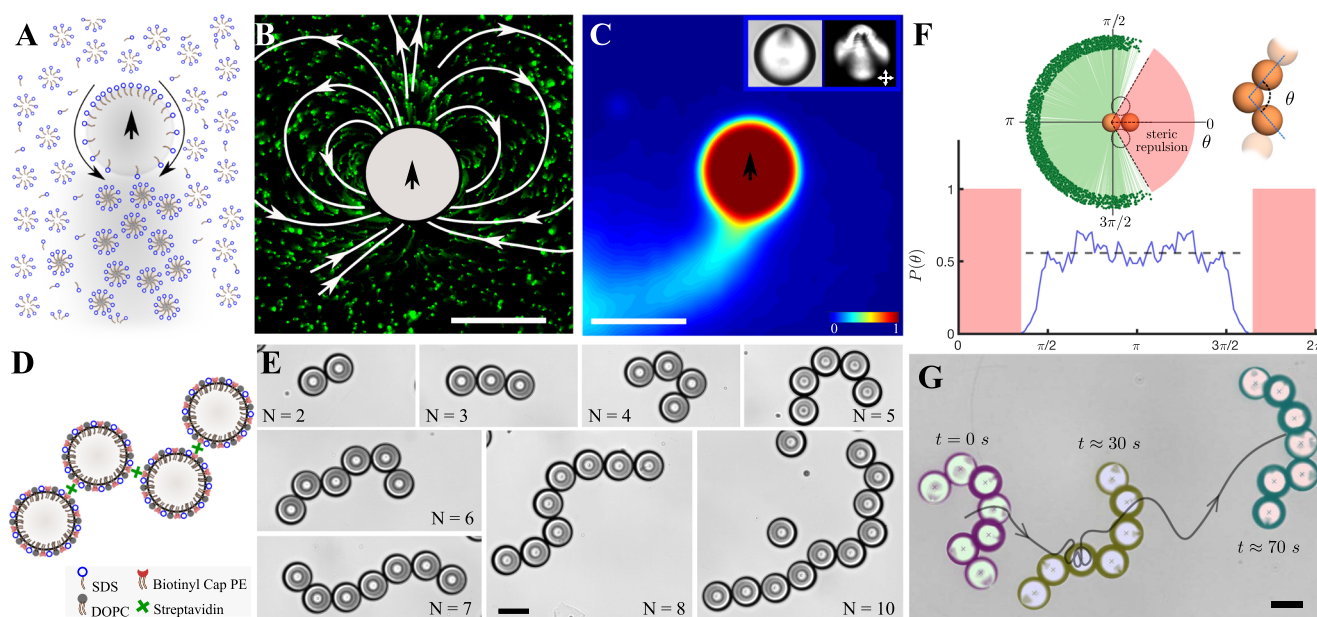 A
B
C
0
1
D
SDS
Biotinyl Cap PE
DOPC
Streptavidin
E
N = 2
N = 3
N = 4
N = 5
N = 6
N = 7
N = 8
N = 10
F
π/2
π
0
θ
steric
repulsion
3π/2
θ
P(θ)
1
0.5
0
0
π/2
π
3π/2
2π
G
t = 0 s
t ≈ 30 s
t ≈ 70 s